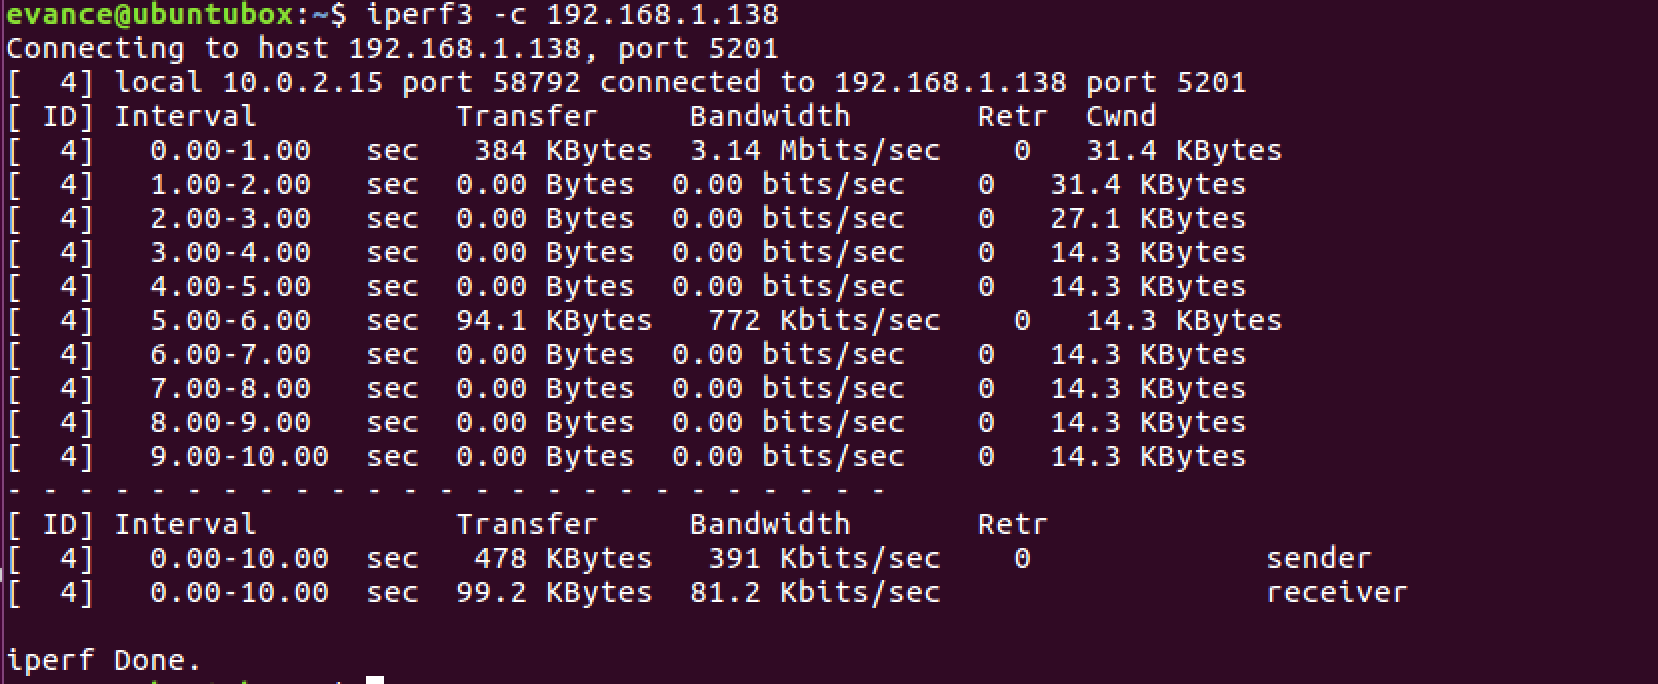 evance@ubuntubox:~$ iperf3 -c 192.168.1.138
Connecting to host 192.168.1.138, port 5201
[  4] local 10.0.2.15 port 58792 connected to 192.168.1.138 port 5201
[ ID] Interval           Transfer     Bandwidth       Retr  Cwnd
[  4]   0.00-1.00   sec   384 KBytes  3.14 Mbits/sec    0   31.4 KBytes
[  4]   1.00-2.00   sec  0.00 Bytes  0.00 bits/sec    0   31.4 KBytes
[  4]   2.00-3.00   sec  0.00 Bytes  0.00 bits/sec    0   27.1 KBytes
[  4]   3.00-4.00   sec  0.00 Bytes  0.00 bits/sec    0   14.3 KBytes
[  4]   4.00-5.00   sec  0.00 Bytes  0.00 bits/sec    0   14.3 KBytes
[  4]   5.00-6.00   sec  94.1 KBytes   772 Kbits/sec    0   14.3 KBytes
[  4]   6.00-7.00   sec  0.00 Bytes  0.00 bits/sec    0   14.3 KBytes
[  4]   7.00-8.00   sec  0.00 Bytes  0.00 bits/sec    0   14.3 KBytes
[  4]   8.00-9.00   sec  0.00 Bytes  0.00 bits/sec    0   14.3 KBytes
[  4]   9.00-10.00  sec  0.00 Bytes  0.00 bits/sec    0   14.3 KBytes
- - - - - - - - - - - - - - - - - - - - - - - - -
[ ID] Interval           Transfer     Bandwidth       Retr
[  4]   0.00-10.00  sec   478 KBytes   391 Kbits/sec    0             sender
[  4]   0.00-10.00  sec  99.2 KBytes  81.2 Kbits/sec                  receiver

iperf Done.